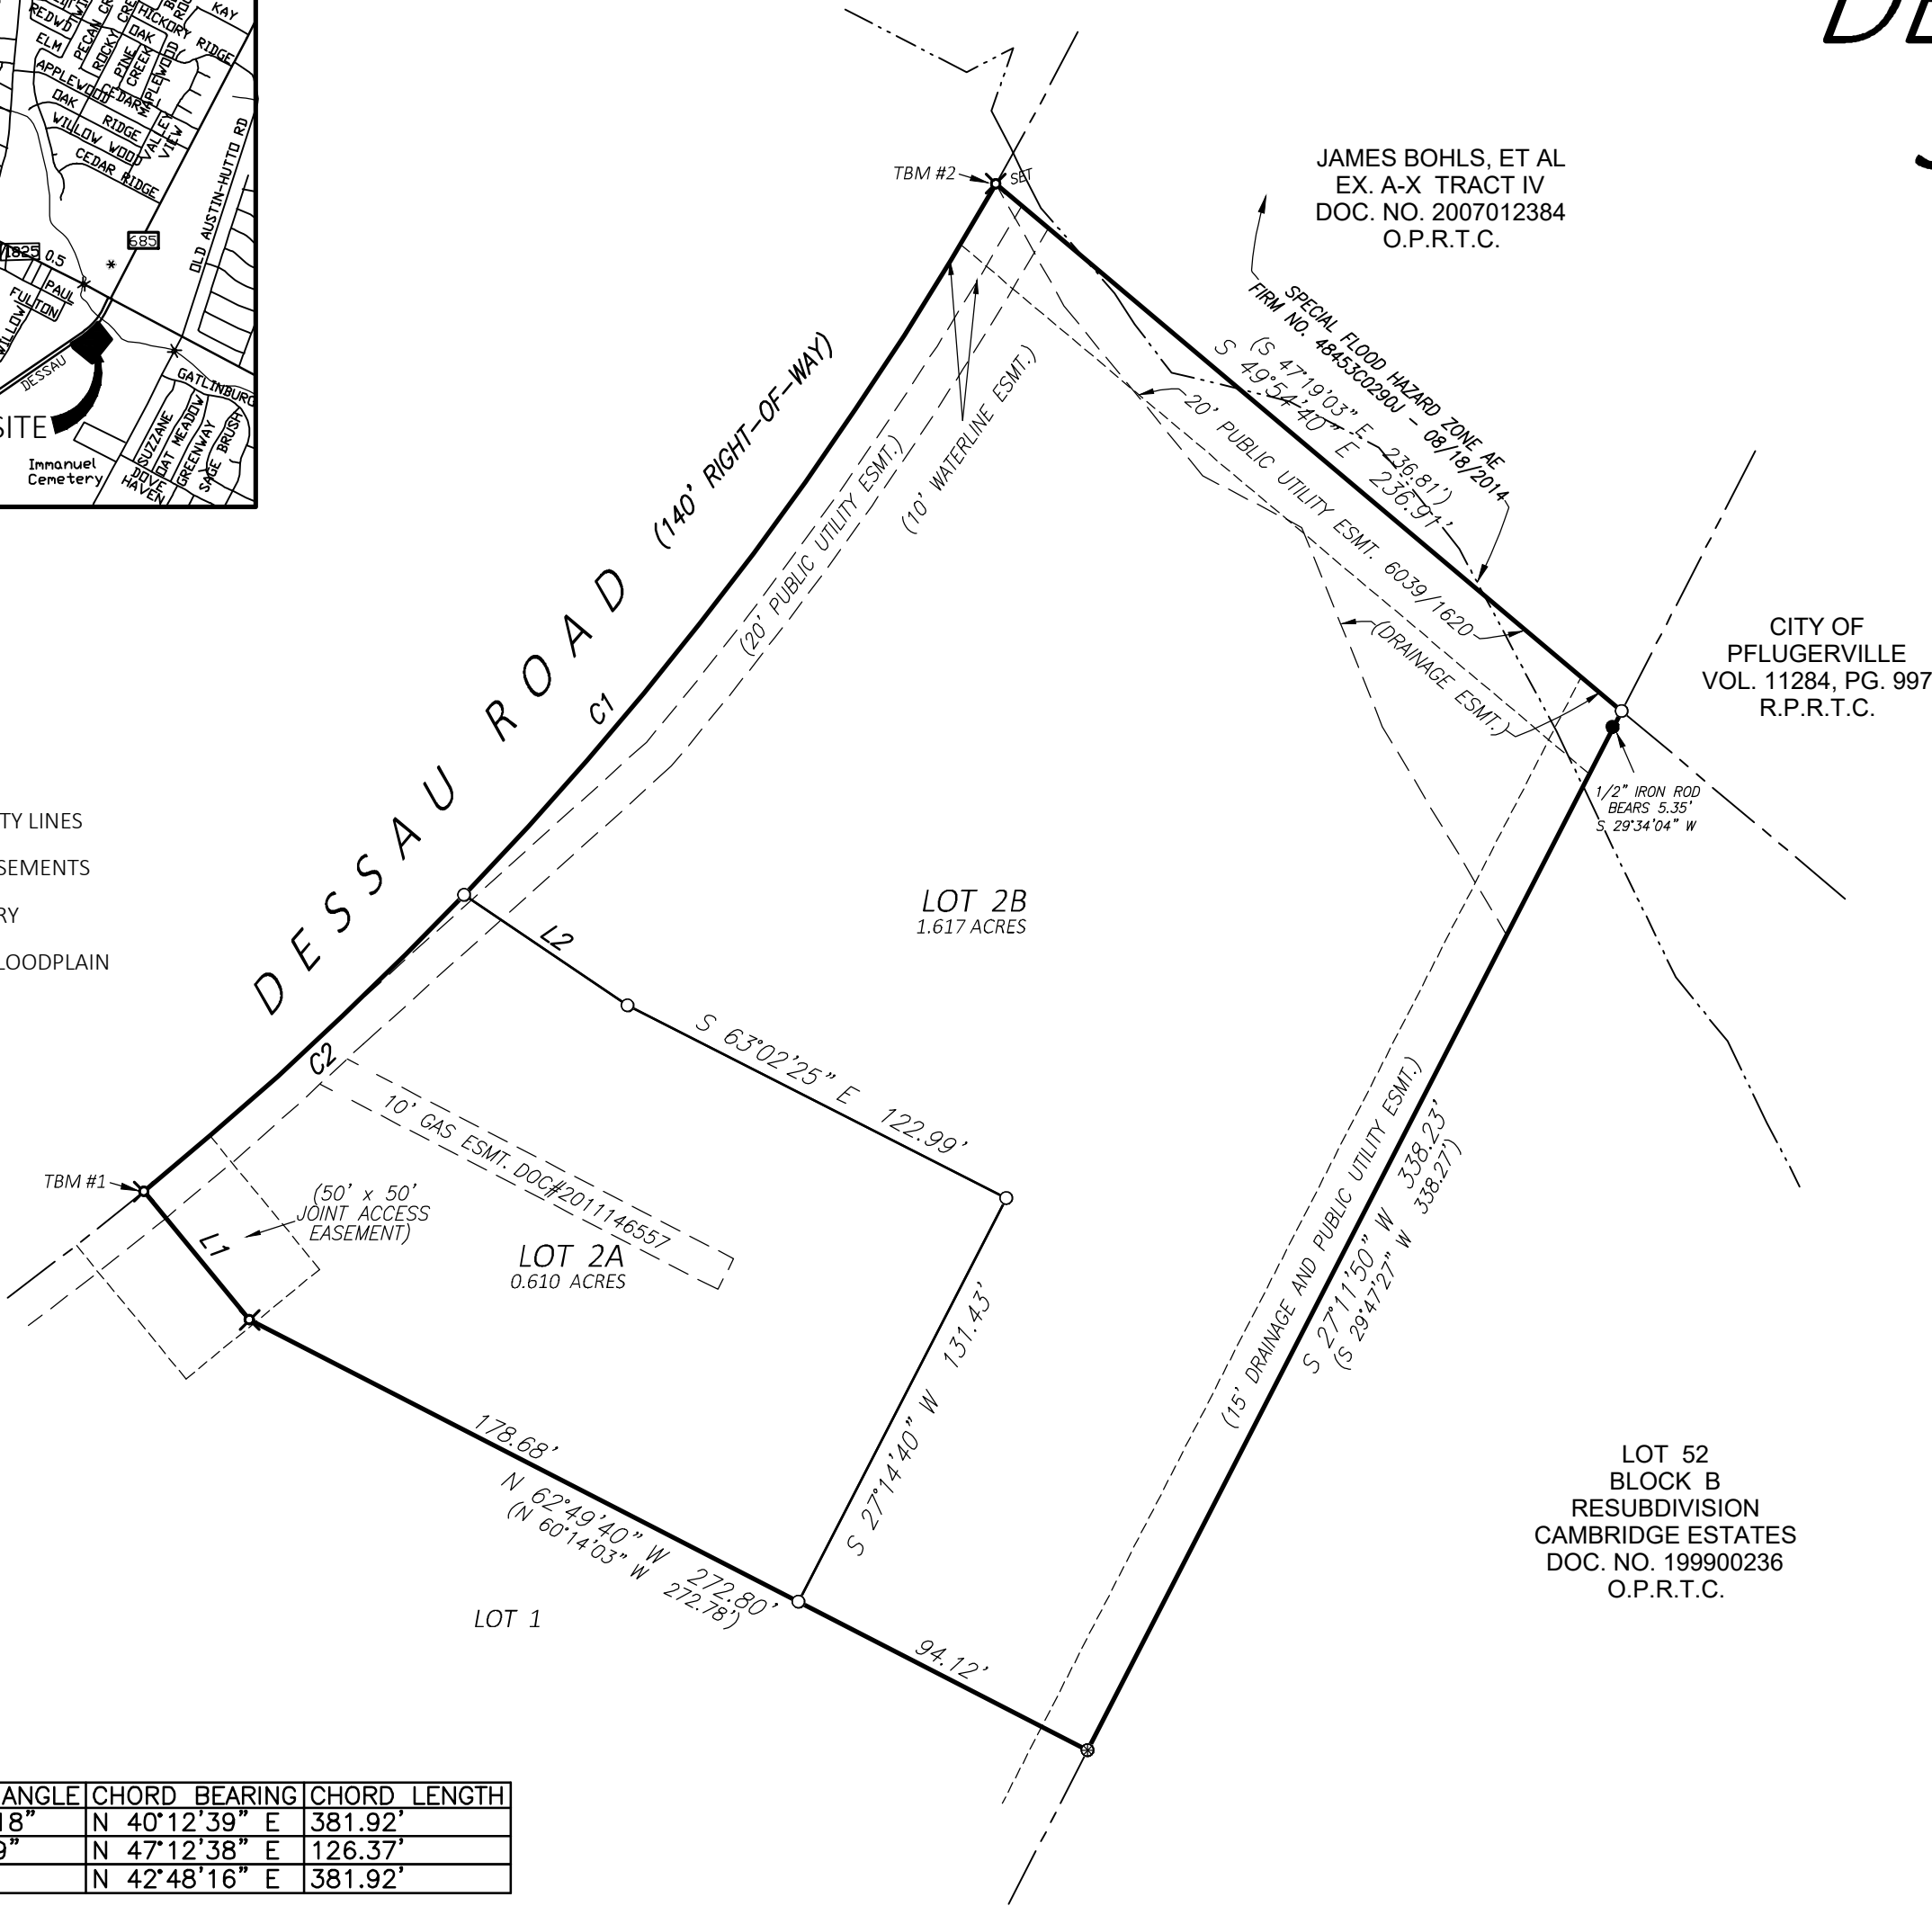 REDWD
ELM
PECAN
ROCKY
HICKORY RIDGE
OAK
PINE
CREEK
MAPLEWOOD
KAY
APPLEWOOD
CEDAR
OAK
RIDGE
WILLOW WOOD
VALLEY
VIEW
CEDAR RIDGE
OLD AUSTIN-HUTTO RD
685
1825
0.5
PAUL
FULTON
WILLOW
DESSAU
SITE
GATLINBURG
SUZZANE
OAT MEADOW
GREENWAY
SAGE BRUSH
DOVE
HAVEN
Immanuel
Cemetery
TBM #2
SET
JAMES BOHLS, ET AL
EX. A-X TRACT IV
DOC. NO. 2007012384
O.P.R.T.C.
SPECIAL FLOOD HAZARD ZONE AE
FIRM NO. 48453C0290J - 08/18/2014
(S 47°19'03" E 236.81')
S 49°54'40" E 236.91'
20' PUBLIC UTILITY ESMT. 6039/1620
(DRAINAGE ESMT.)
DESSAU ROAD (140' RIGHT-OF-WAY)
(20' PUBLIC UTILITY ESMT.)
(10' WATERLINE ESMT.)
C1
CITY OF
PFLUGERVILLE
VOL. 11284, PG. 997
R.P.R.T.C.
1/2" IRON ROD
BEARS 5.35'
S 29°34'04" W
TY LINES
SEMENTS
RY
LOODPLAIN
LOT 2B
1.617 ACRES
L2
S 63°02'25" E 122.99'
C2
10' GAS ESMT. DOC#2011146557
TBM #1
(50' x 50'
JOINT ACCESS
EASEMENT)
L1
LOT 2A
0.610 ACRES
S 27°14'40" W 131.43'
(15' DRAINAGE AND PUBLIC UTILITY ESMT.)
S 27°11'50" W 338.23'
(S 29°47'27" W 338.27')
178.68'
N 62°49'40" W 272.80'
(N 60°14'03" W 272.78')
94.12'
LOT 1
LOT 52
BLOCK B
RESUBDIVISION
CAMBRIDGE ESTATES
DOC. NO. 199900236
O.P.R.T.C.
ANGLE CHORD BEARING CHORD LENGTH
18" N 40°12'39" E 381.92'
9" N 47°12'38" E 126.37'
N 42°48'16" E 381.92'